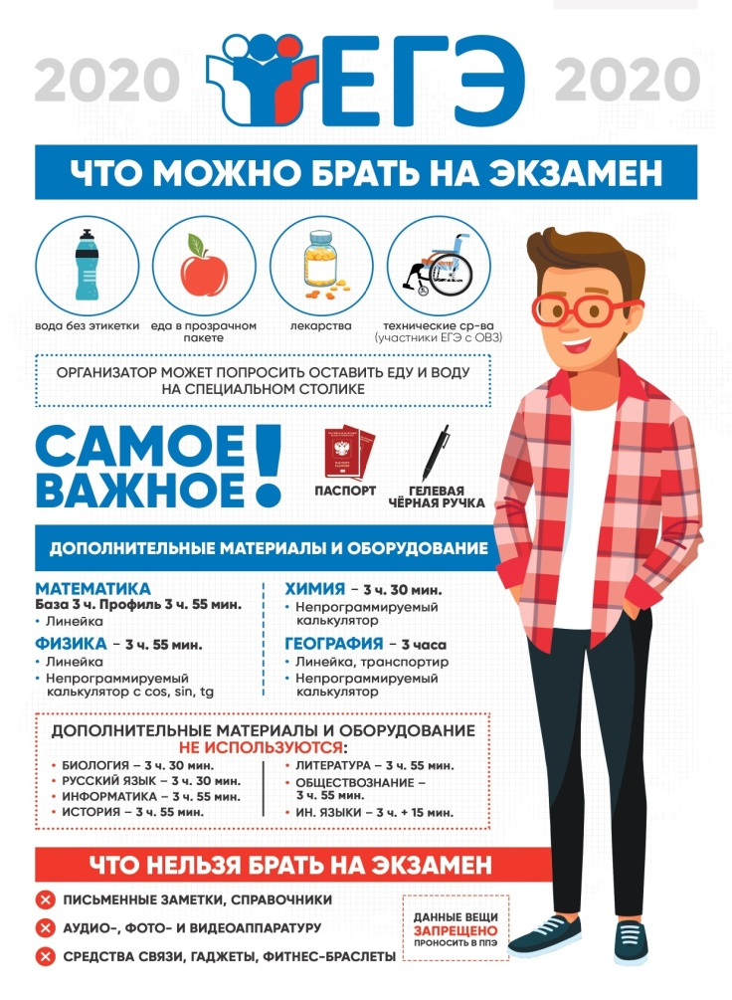 2020
ЕГЭ
2020
ЧТО МОЖНО БРАТЬ НА ЭКЗАМЕН
вода без этикетки
еда в прозрачном
пакете
лекарства
технические ср-ва
(участники ЕГЭ с ОВЗ)
ОРГАНИЗАТОР МОЖЕТ ПОПРОСИТЬ ОСТАВИТЬ ЕДУ И ВОДУ
НА СПЕЦИАЛЬНОМ СТОЛИКЕ
САМОЕ
ВАЖНОЕ!
ПАСПОРТ
ГЕЛЕВАЯ
ЧЁРНАЯ РУЧКА
ДОПОЛНИТЕЛЬНЫЕ МАТЕРИАЛЫ И ОБОРУДОВАНИЕ
МАТЕМАТИКА
База 3 ч. Профиль 3 ч. 55 мин.
• Линейка
ФИЗИКА – 3 ч. 55 мин.
• Линейка
• Непрограммируемый
калькулятор с cos, sin, tg
ХИМИЯ – 3 ч. 30 мин.
• Непрограммируемый
калькулятор
ГЕОГРАФИЯ – 3 часа
• Линейка, транспортир
• Непрограммируемый
калькулятор
ДОПОЛНИТЕЛЬНЫЕ МАТЕРИАЛЫ И ОБОРУДОВАНИЕ
НЕ ИСПОЛЬЗУЮТСЯ:
• БИОЛОГИЯ – 3 ч. 30 мин.
• РУССКИЙ ЯЗЫК – 3 ч. 30 мин.
• ИНФОРМАТИКА – 3 ч. 55 мин.
• ИСТОРИЯ – 3 ч. 55 мин.
• ЛИТЕРАТУРА – 3 ч. 55 мин.
• ОБЩЕСТВОЗНАНИЕ –
3 ч. 55 мин.
• ИН. ЯЗЫКИ – 3 ч. + 15 мин.
ЧТО НЕЛЬЗЯ БРАТЬ НА ЭКЗАМЕН
ПИСЬМЕННЫЕ ЗАМЕТКИ, СПРАВОЧНИКИ
АУДИО-, ФОТО- И ВИДЕОАППАРАТУРУ
СРЕДСТВА СВЯЗИ, ГАДЖЕТЫ, ФИТНЕС-БРАСЛЕТЫ
ДАННЫЕ ВЕЩИ
ЗАПРЕЩЕНО
ПРОНОСИТЬ В ППЭ